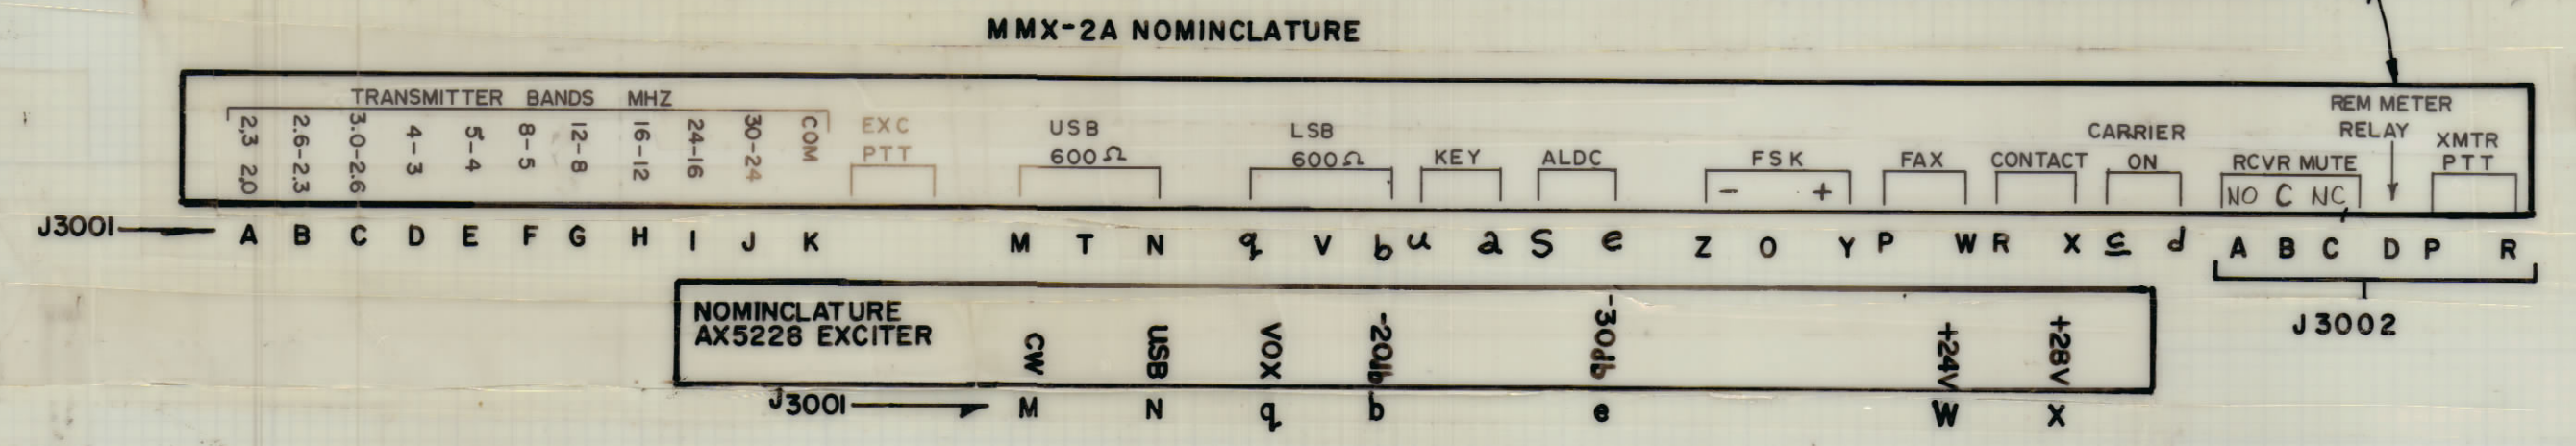 MMX-2A NOMINCLATURE
TRANSMITTER BANDS MHZ
REM METER
RELAY
2,3 2,0
2.6-2,3
3.0-2.6
4-3
5-4
8-5
12-8
16-12
24-16
30-24
COM
EXC
PTT
USB
600Ω
LSB
600Ω
KEY
ALDC
FSK
- +
FAX
CONTACT
CARRIER
ON
RCVR MUTE
NO C NC
XMTR
PTT
J3001 A B C D E F G H I J K M T N q V b u a S e Z O Y P W R X c d A B C D P R
J3002
NOMINCLATURE
AX5228 EXCITER
CW
USB
VOX
-20db
-30db
+24V
+28V
J3001 M N q b e W X